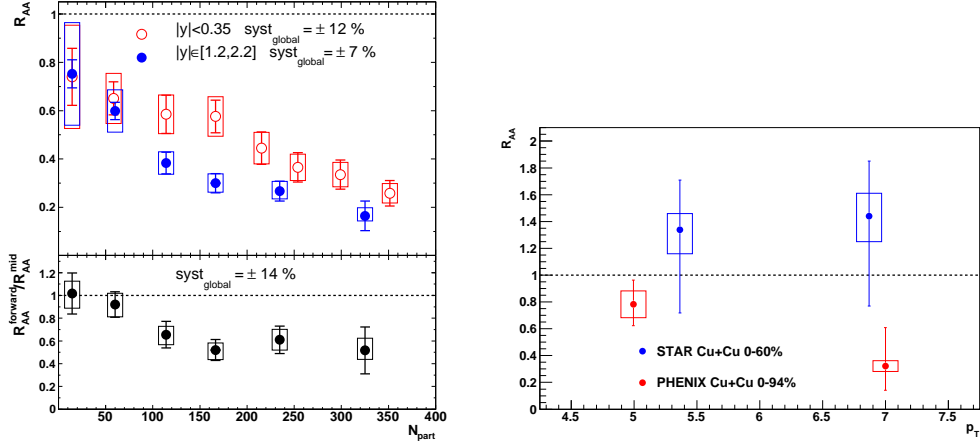 R_AA
1
|y|<0.35 syst_global = ± 12 %
|y|∈[1.2,2.2] syst_global = ± 7 %
0.8
0.6
0.4
0.2
R_AA^forward/R_AA^mid
syst_global = ± 14 %
1.2
1
0.8
0.6
0.4
0.2
0
0 50 100 150 200 250 300 350 400
N_part
R_AA
2
1.8
1.6
1.4
1.2
1
0.8
0.6
0.4
0.2
0
STAR Cu+Cu 0-60%
PHENIX Cu+Cu 0-94%
4.5 5 5.5 6 6.5 7 7.5
p_T